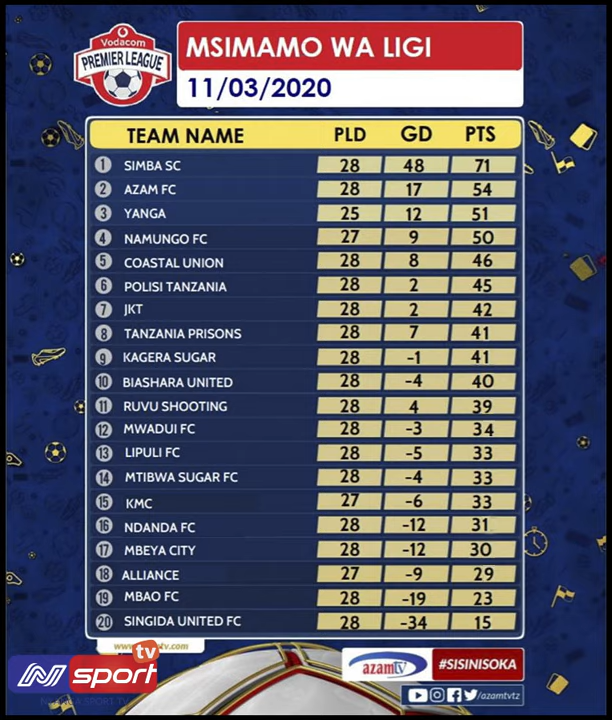 Vodacom
PREMIER LEAGUE
MSIMAMO WA LIGI
11/03/2020
TEAM NAME PLD GD PTS
1 SIMBA SC 28 48 71
2 AZAM FC 28 17 54
3 YANGA 25 12 51
4 NAMUNGO FC 27 9 50
5 COASTAL UNION 28 8 46
6 POLISI TANZANIA 28 2 45
7 JKT 28 2 42
8 TANZANIA PRISONS 28 7 41
9 KAGERA SUGAR 28 -1 41
10 BIASHARA UNITED 28 -4 40
11 RUVU SHOOTING 28 4 39
12 MWADUI FC 28 -3 34
13 LIPULI FC 28 -5 33
14 MTIBWA SUGAR FC 28 -4 33
15 KMC 27 -6 33
16 NDANDA FC 28 -12 31
17 MBEYA CITY 28 -12 30
18 ALLIANCE 27 -9 29
19 MBAO FC 28 -19 23
20 SINGIDA UNITED FC 28 -34 15
N sport tv
azamtv #SISINISOKA
/azamtvtz